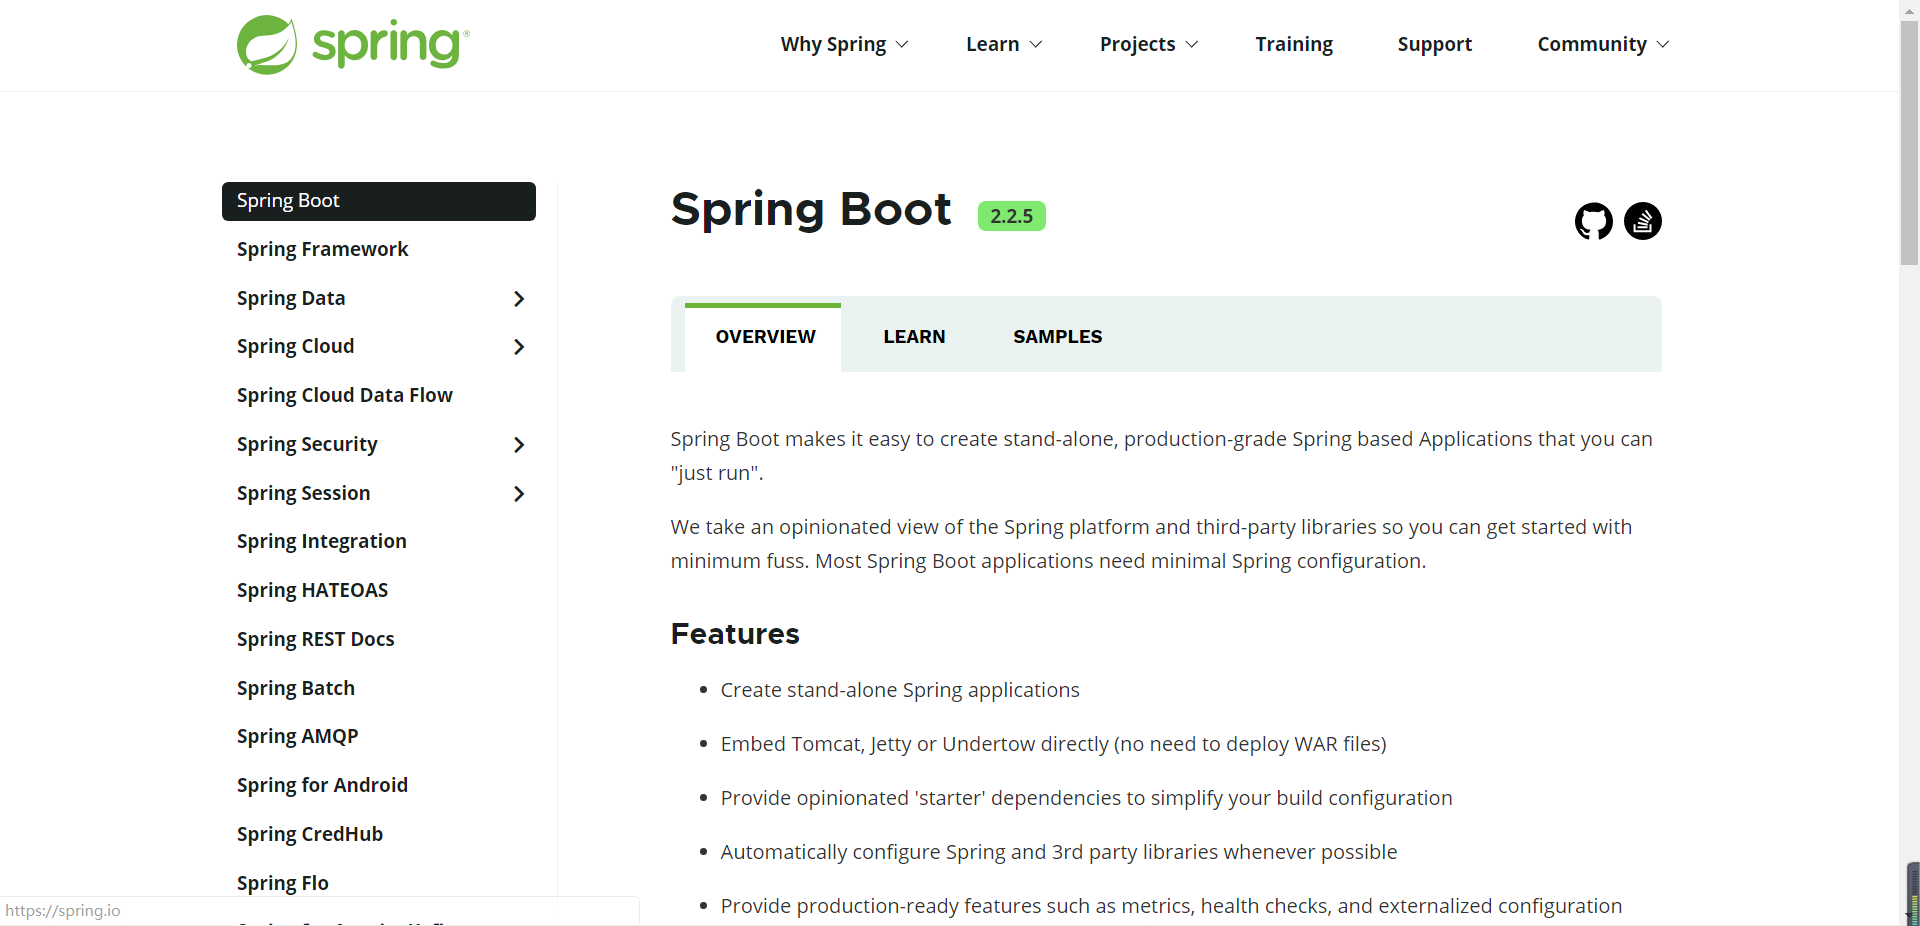 spring®
Why Spring
Learn
Projects
Training
Support
Community
Spring Boot
Spring Framework
Spring Data
Spring Cloud
Spring Cloud Data Flow
Spring Security
Spring Session
Spring Integration
Spring HATEOAS
Spring REST Docs
Spring Batch
Spring AMQP
Spring for Android
Spring CredHub
Spring Flo
https://spring.io
Spring Boot 2.2.5
OVERVIEW
LEARN
SAMPLES
Spring Boot makes it easy to create stand-alone, production-grade Spring based Applications that you can
"just run".
We take an opinionated view of the Spring platform and third-party libraries so you can get started with
minimum fuss. Most Spring Boot applications need minimal Spring configuration.
Features
• Create stand-alone Spring applications
• Embed Tomcat, Jetty or Undertow directly (no need to deploy WAR files)
• Provide opinionated 'starter' dependencies to simplify your build configuration
• Automatically configure Spring and 3rd party libraries whenever possible
• Provide production-ready features such as metrics, health checks, and externalized configuration